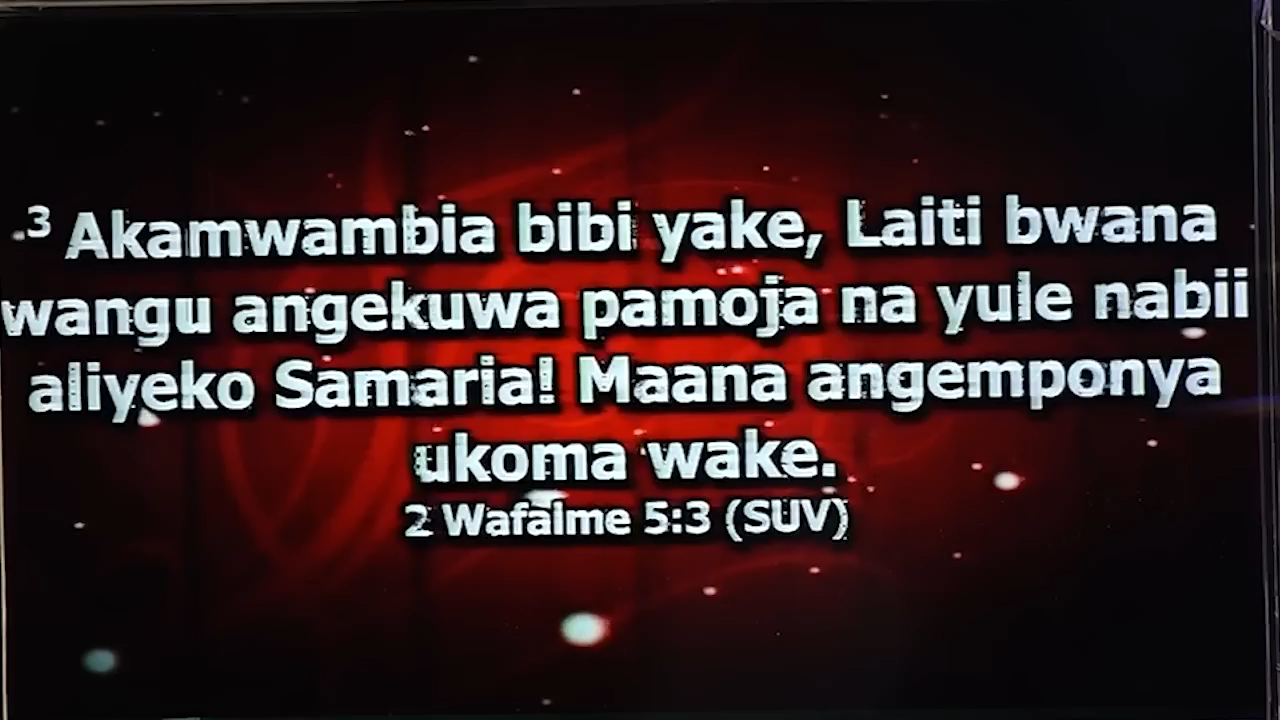 3 Akamwambia bibi yake, Laiti bwana
wangu angekuwa pamoja na yule nabii
aliyeko Samaria! Maana angemponya
ukoma wake.
2 Wafalme 5:3 (SUV)